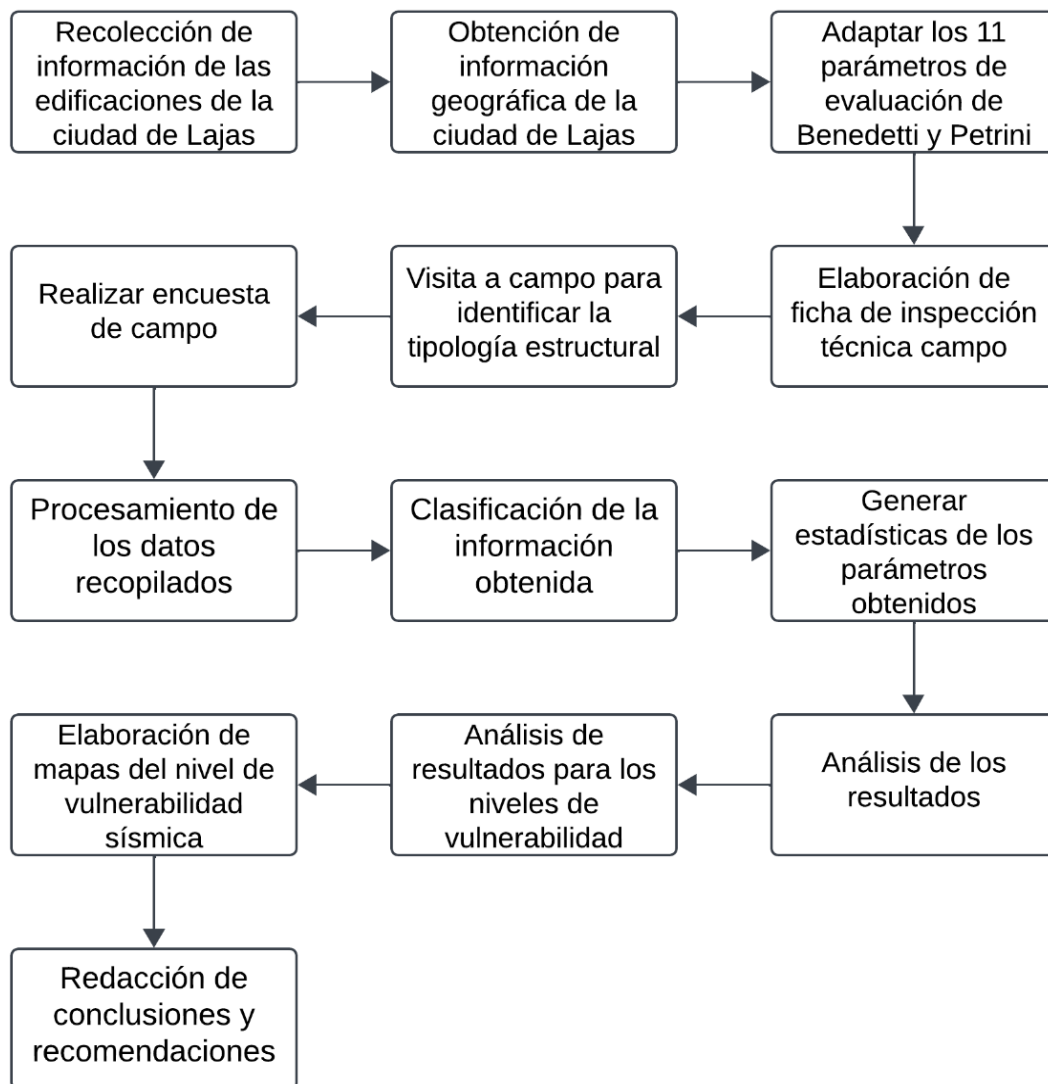 Recolección de
información de las
edificaciones de la
ciudad de Lajas
Obtención de
información
geográfica de la
ciudad de Lajas
Adaptar los 11
parámetros de
evaluación de
Benedetti y Petrini
Elaboración de
ficha de inspección
técnica campo
Visita a campo para
identificar la
tipología estructural
Realizar encuesta
de campo
Procesamiento de
los datos
recopilados
Clasificación de la
información
obtenida
Generar
estadísticas de los
parámetros
obtenidos
Análisis de los
resultados
Análisis de
resultados para los
niveles de
vulnerabilidad
Elaboración de
mapas del nivel de
vulnerabilidad
sísmica
Redacción de
conclusiones y
recomendaciones